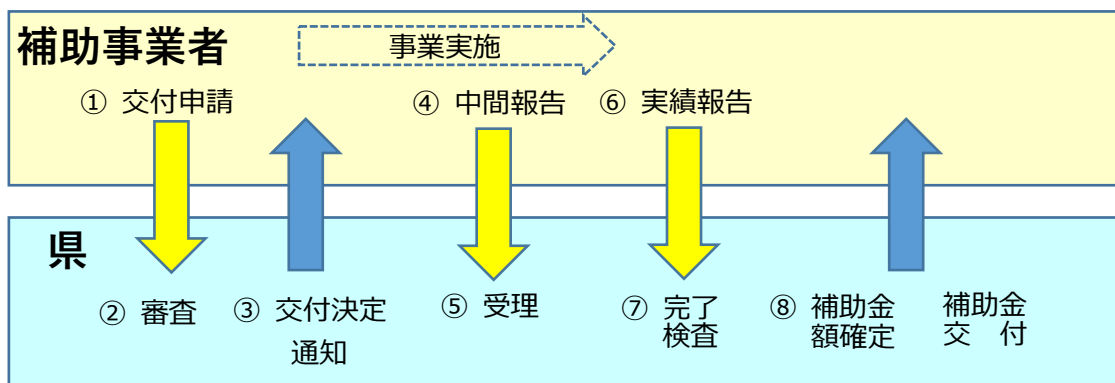 補助事業者
事業実施
① 交付申請
④ 中間報告
⑥ 実績報告
県
② 審査
③ 交付決定
通知
⑤ 受理
⑦ 完了
検査
⑧ 補助金
額確定
補助金
交　付